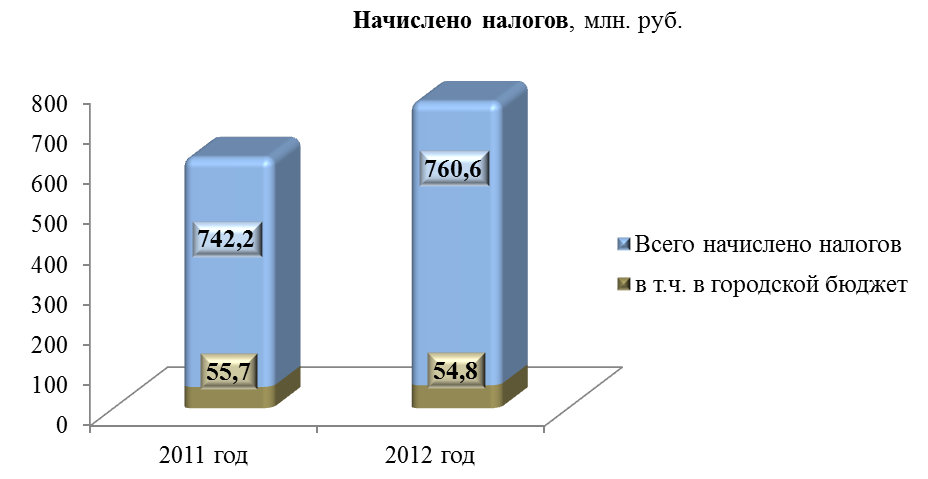 Начислено налогов, млн. руб.
800
700
600
500
400
300
200
100
0
742,2
760,6
55,7
54,8
2011 год
2012 год
Всего начислено налогов
в т.ч. в городской бюджет